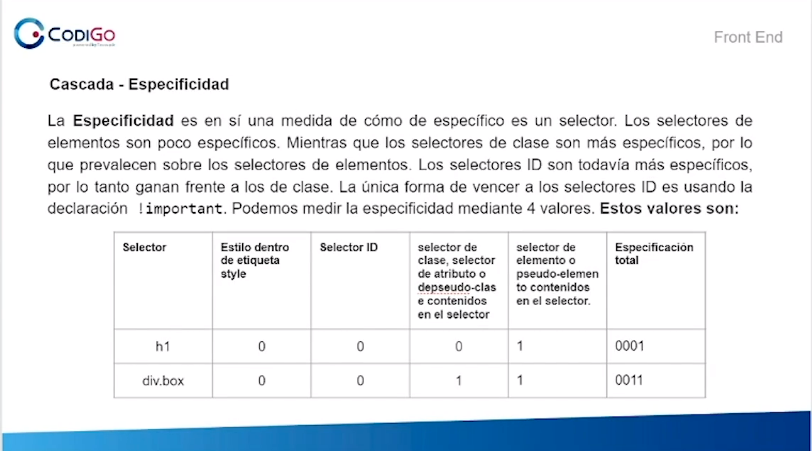 CODIGO
Front End
Cascada - Especificidad
La Especificidad es en sí una medida de cómo de específico es un selector. Los selectores de
elementos son poco específicos. Mientras que los selectores de clase son más específicos, por lo
que prevalecen sobre los selectores de elementos. Los selectores ID son todavía más específicos,
por lo tanto ganan frente a los de clase. La única forma de vencer a los selectores ID es usando la
declaración !important. Podemos medir la especificidad mediante 4 valores. Estos valores son:
Selector
Estilo dentro
de etiqueta
style
Selector ID
selector de
clase, selector
de atributo o
depseudo-clas
e contenidos
en el selector
selector de
elemento o
pseudo-elemen
to contenidos
en el selector.
Especificación
total
h1 0 0 0 1 0001
div.box 0 0 1 1 0011